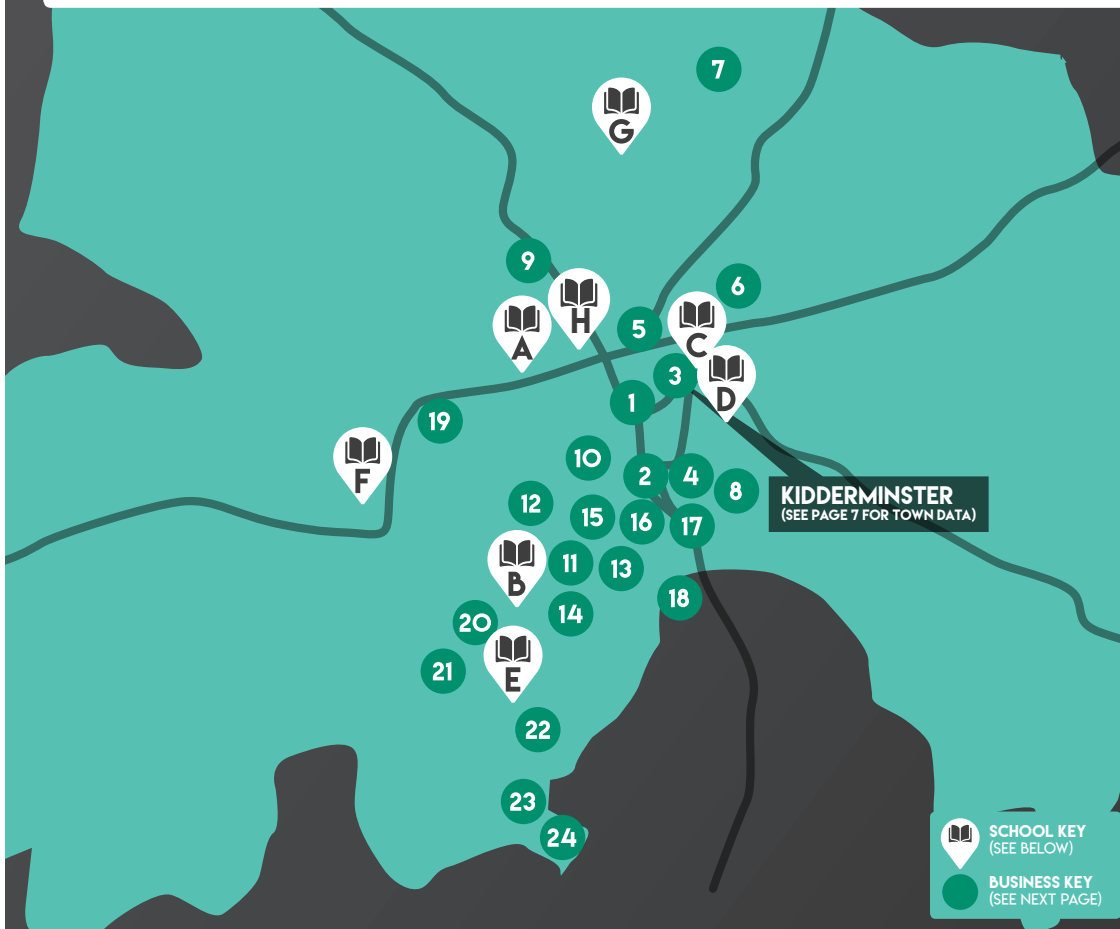 7
G
9
6
H
5
C
A
3
D
1
19
10
F
2
4
8
KIDDERMINSTER
(SEE PAGE 7 FOR TOWN DATA)
12
15
16
17
B
11
13
18
14
20
E
21
22
23
24
SCHOOL KEY
(SEE BELOW)
BUSINESS KEY
(SEE NEXT PAGE)